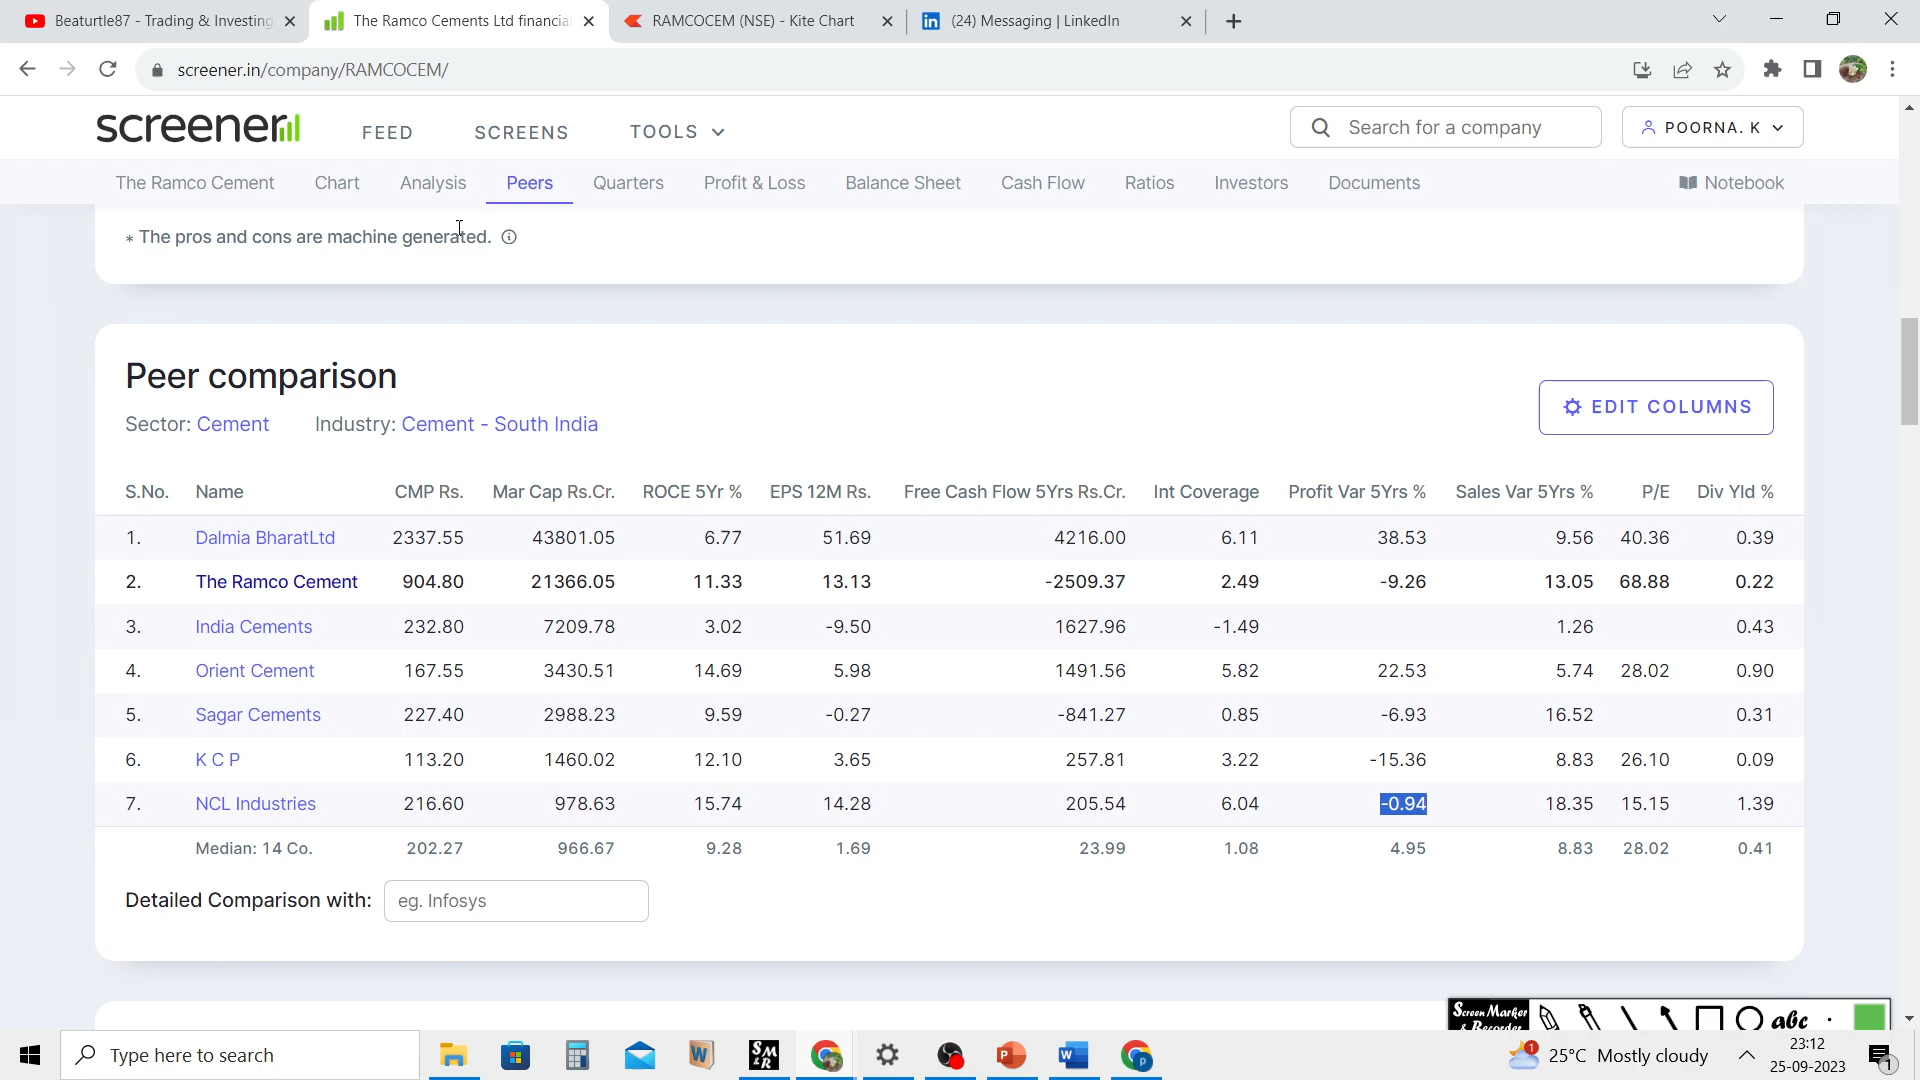 Beaturtle87 - Trading & Investing
The Ramco Cements Ltd financia
RAMCOCEM (NSE) - Kite Chart
(24) Messaging | LinkedIn
screener.in/company/RAMCOCEM/
screener FEED SCREENS TOOLS Search for a company POORNA. K
The Ramco Cement Chart Analysis Peers Quarters Profit & Loss Balance Sheet Cash Flow Ratios Investors Documents Notebook
* The pros and cons are machine generated.
Peer comparison
Sector: Cement Industry: Cement - South India
EDIT COLUMNS
S.No. Name CMP Rs. Mar Cap Rs.Cr. ROCE 5Yr % EPS 12M Rs. Free Cash Flow 5Yrs Rs.Cr. Int Coverage Profit Var 5Yrs % Sales Var 5Yrs % P/E Div Yld %
1. Dalmia BharatLtd 2337.55 43801.05 6.77 51.69 4216.00 6.11 38.53 9.56 40.36 0.39
2. The Ramco Cement 904.80 21366.05 11.33 13.13 -2509.37 2.49 -9.26 13.05 68.88 0.22
3. India Cements 232.80 7209.78 3.02 -9.50 1627.96 -1.49 1.26 0.43
4. Orient Cement 167.55 3430.51 14.69 5.98 1491.56 5.82 22.53 5.74 28.02 0.90
5. Sagar Cements 227.40 2988.23 9.59 -0.27 -841.27 0.85 -6.93 16.52 0.31
6. K C P 113.20 1460.02 12.10 3.65 257.81 3.22 -15.36 8.83 26.10 0.09
7. NCL Industries 216.60 978.63 15.74 14.28 205.54 6.04 -0.94 18.35 15.15 1.39
Median: 14 Co. 202.27 966.67 9.28 1.69 23.99 1.08 4.95 8.83 28.02 0.41
Detailed Comparison with: eg. Infosys
Screen Marker
& Recorder
abc
Type here to search
SM
&R
1
25°C Mostly cloudy
23:12
25-09-2023
1